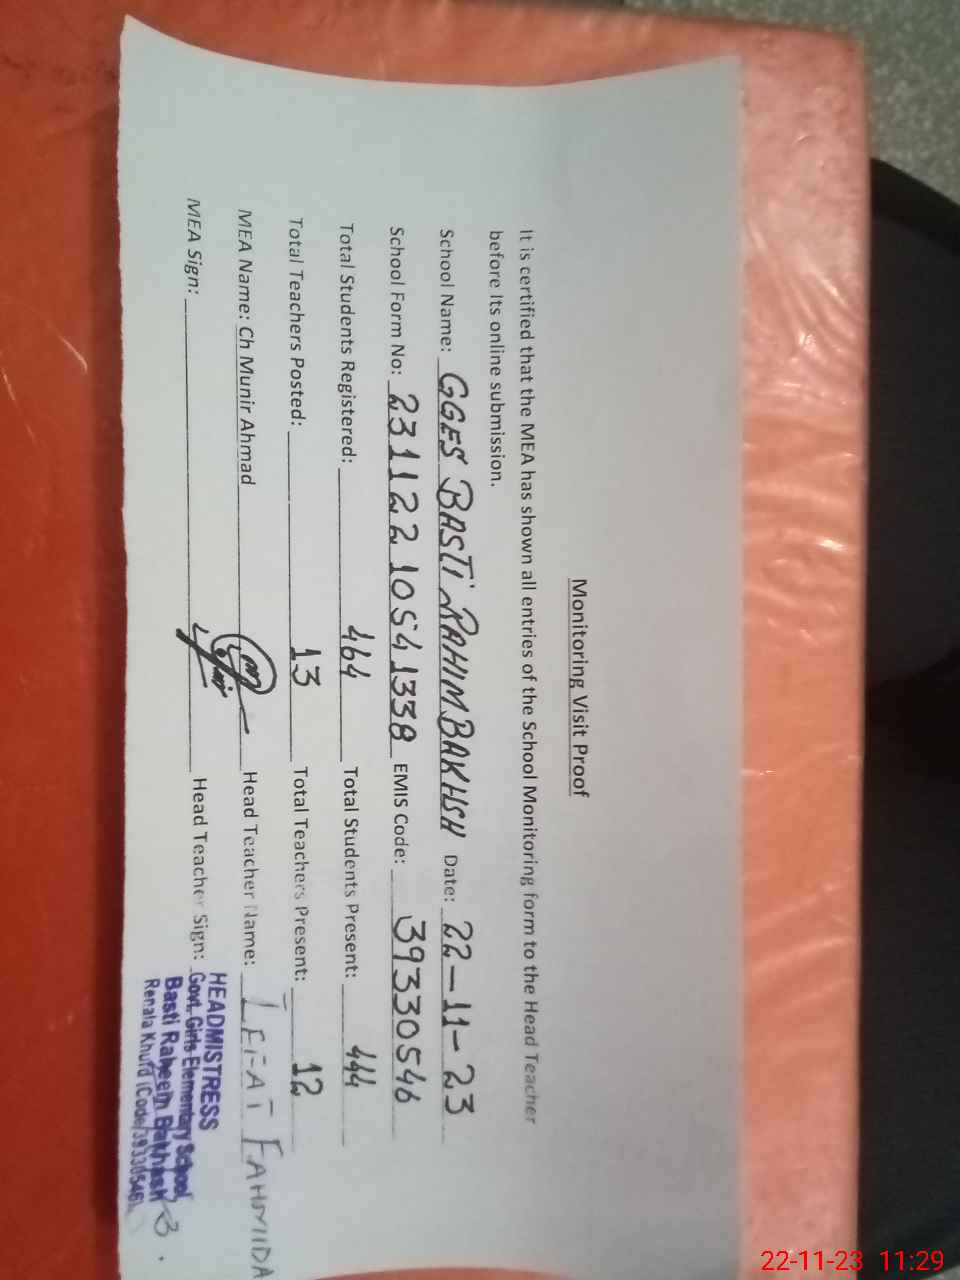 Monitoring Visit Proof
It is certified that the MEA has shown all entries of the School Monitoring form to the Head Teacher
before Its online submission.
School Name: GGES BASTI RAHIM BAKHSH Date: 22-11-23
School Form No: 231122 1054 1338 EMIS Code: 39330546
Total Students Registered: 464 Total Students Present: 444
Total Teachers Posted: 13 Total Teachers Present: 12
MEA Name: Ch Munir Ahmad Head Teacher Name: FAHMIDA
MEA Sign: Head Teacher Sign:
HEADMISTRESS
Govt. Girls Elementary School
Basti Raheem Bakhash
Renala Khurd (Code/39330546)
22-11-23 11:29